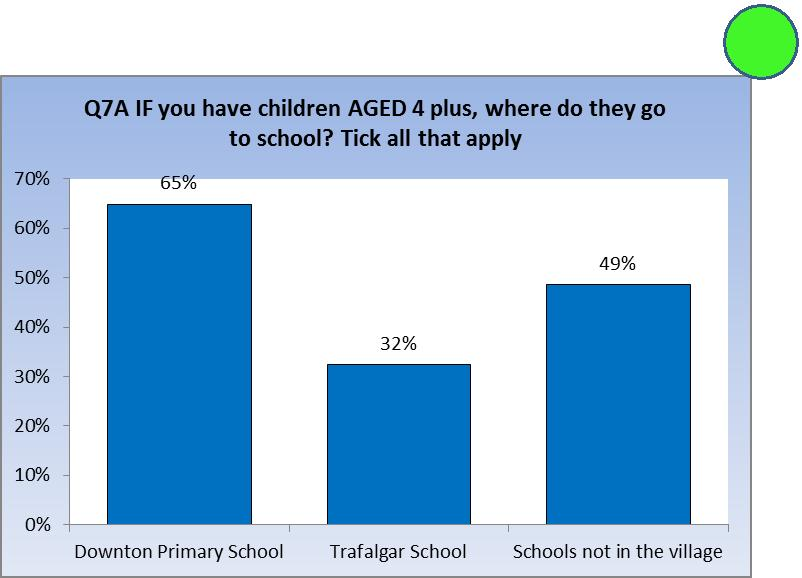 Q7A IF you have children AGED 4 plus, where do they go
to school? Tick all that apply
70%
65%
60%
50%
49%
40%
32%
30%
20%
10%
0%
Downton Primary School
Trafalgar School
Schools not in the village